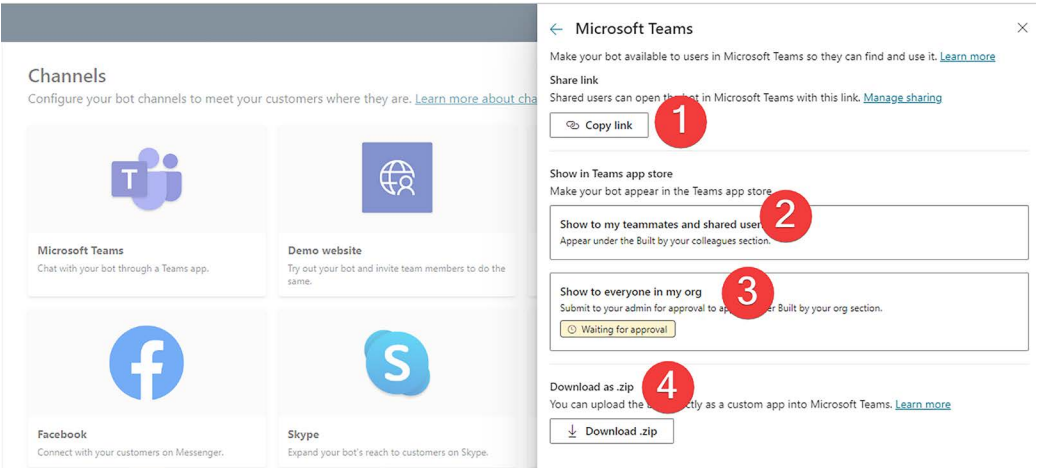 Channels
Configure your bot channels to meet your customers where they are. Learn more about cha
T
Microsoft Teams
Chat with your bot through a Teams app.
Demo website
Try out your bot and invite team members to do the
same.
f
Facebook
Connect with your customers on Messenger.
S
Skype
Expand your bot's reach to customers on Skype.
← Microsoft Teams
Make your bot available to users in Microsoft Teams so they can find and use it. Learn more
Share link
Shared users can open the bot in Microsoft Teams with this link. Manage sharing
Copy link
1
Show in Teams app store
Make your bot appear in the Teams app store
2
Show to my teammates and shared user
Appear under the Built by your colleagues section.
Show to everyone in my org
3
Submit to your admin for approval to Built by your org section.
Waiting for approval
Download as .zip
4
You can upload the directly as a custom app into Microsoft Teams. Learn more
Download .zip